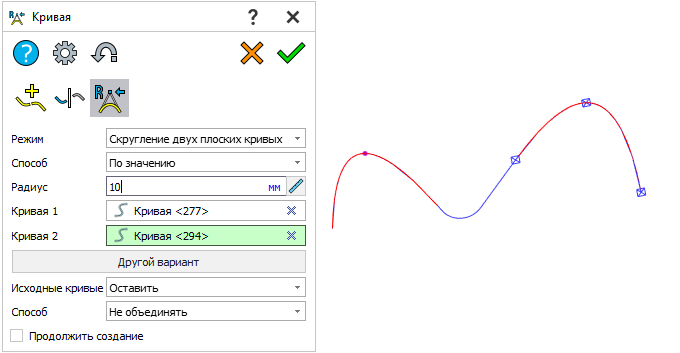 Кривая ?
?
R
Режим Скругление двух плоских кривых
Способ По значению
Радиус 10 мм
Кривая 1 Кривая <277>
Кривая 2 Кривая <294>
Другой вариант
Исходные кривые Оставить
Способ Не объединять
Продолжить создание